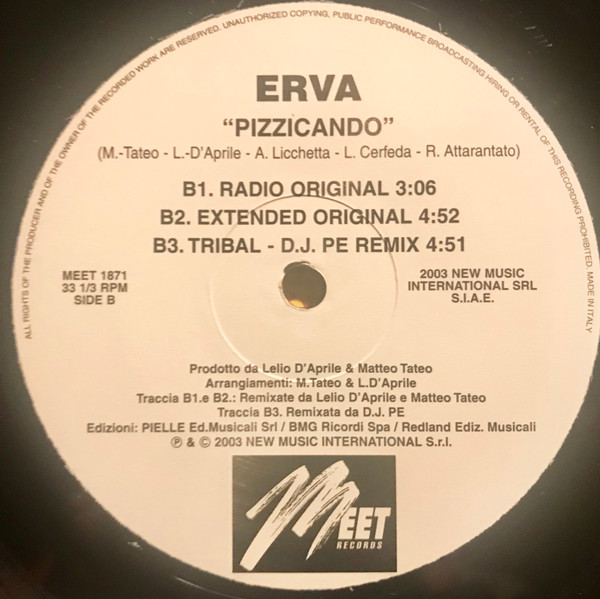 ALL RIGHTS OF THE PRODUCER AND OF THE OWNER OF THE RECORDED WORK ARE RESERVED. UNAUTHORIZED COPYING, PUBLIC PERFORMANCE BROADCASTING HIRING OR RENTAL OF THIS RECORDING PROHIBITED. MADE IN ITALY
ERVA
“PIZZICANDO”
(M.-Tateo - L.-D'Aprile - A. Licchetta - L. Cerfeda - R. Attarantato)
B1. RADIO ORIGINAL 3:06
B2. EXTENDED ORIGINAL 4:52
B3. TRIBAL - D.J. PE REMIX 4:51
MEET 1871
33 1/3 RPM
SIDE B
2003 NEW MUSIC
INTERNATIONAL SRL
S.I.A.E.
Prodotto da Lelio D'Aprile & Matteo Tateo
Arrangiamenti: M.Tateo & L.D'Aprile
Traccia B1.e B2.: Remixate da Lelio D'Aprile e Matteo Tateo
Traccia B3. Remixata da D.J. PE
Edizioni: PIELLE Ed.Musicali Srl / BMG Ricordi Spa / Redland Ediz. Musicali
℗ & © 2003 NEW MUSIC INTERNATIONAL S.r.l.
MEET
RECORDS